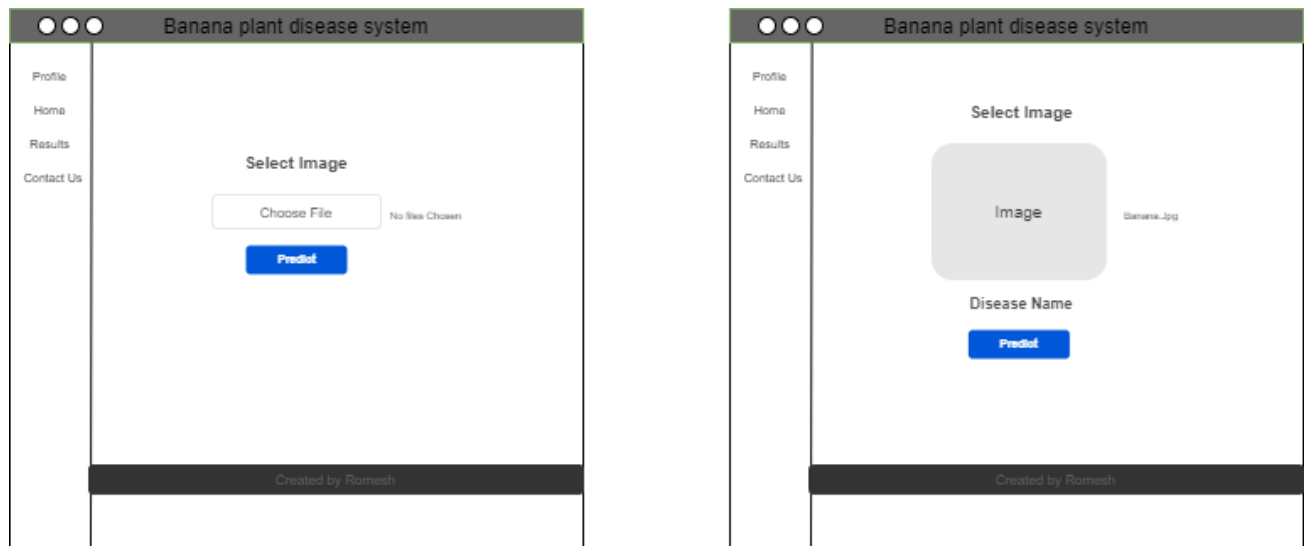 Banana plant disease system
Profile
Home
Results
Contact Us
Select Image
Choose File
No files Chosen
Predict
Created by Romesh
Banana plant disease system
Profile
Home
Results
Contact Us
Select Image
Image
Banana.Jpg
Disease Name
Predict
Created by Romesh